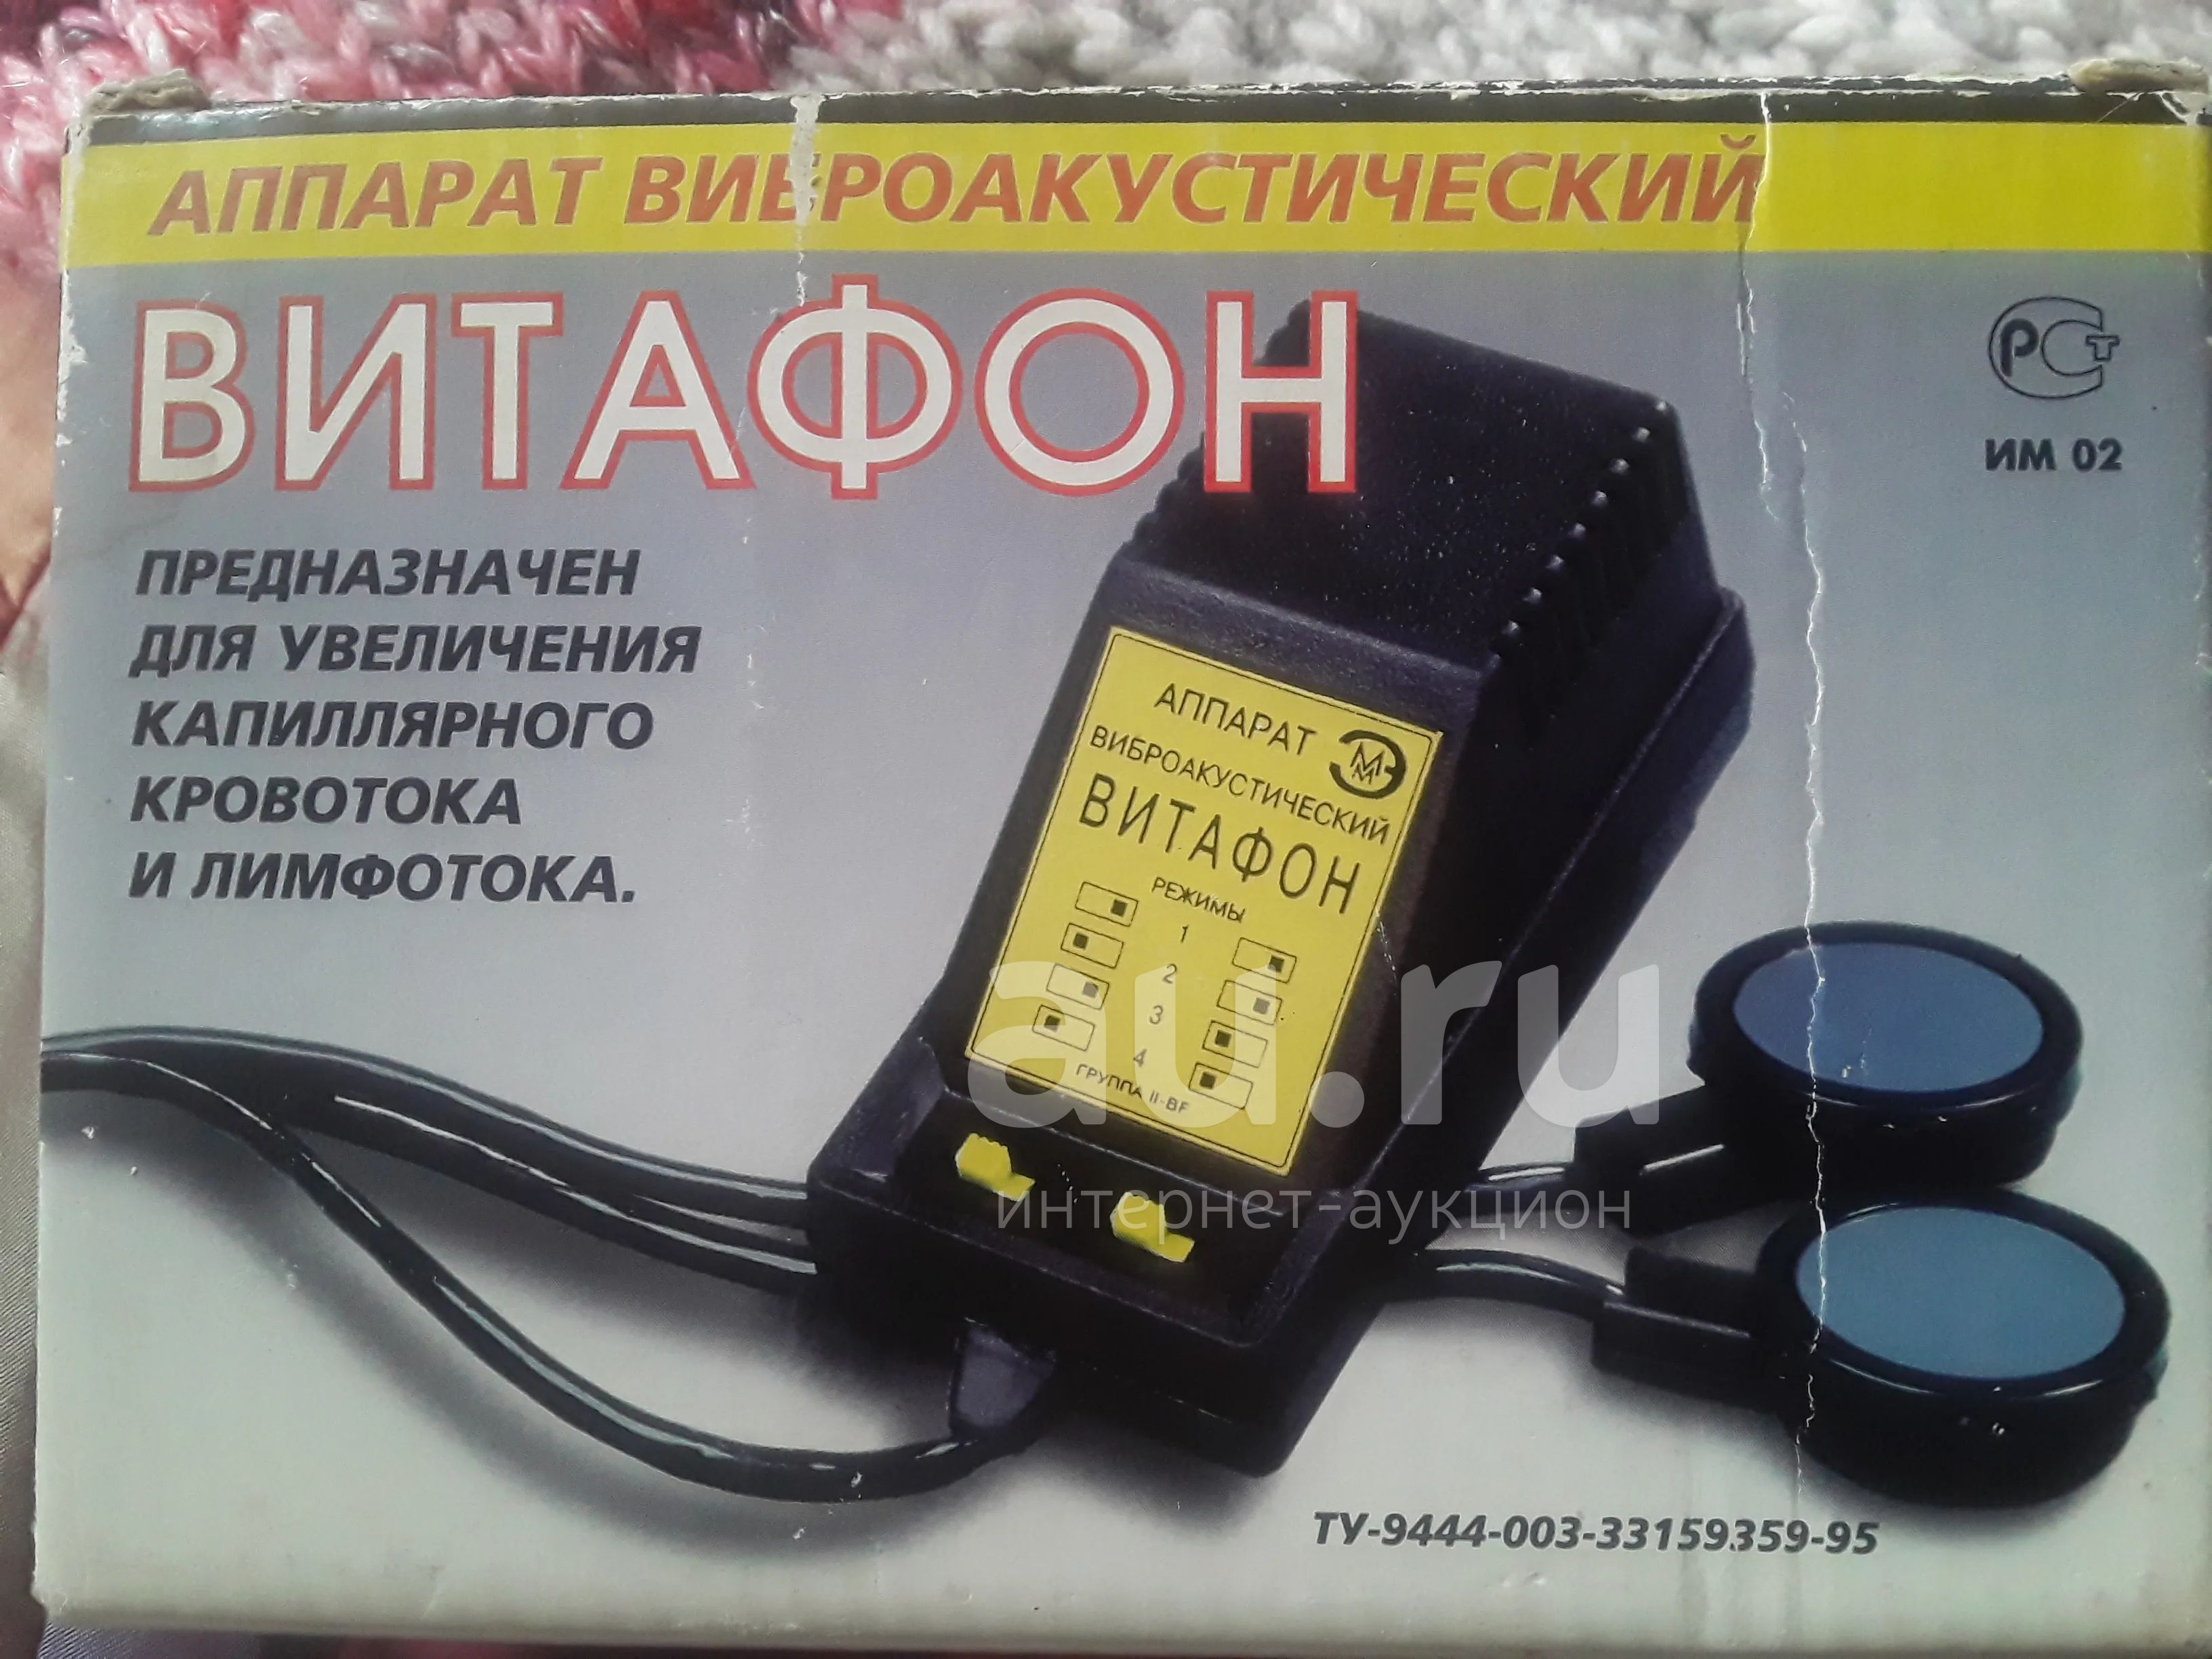 АППАРАТ ВИБРОАКУСТИЧЕСКИЙ
ВИТАФОН
РСТ
ИМ 02
ПРЕДНАЗНАЧЕН
ДЛЯ УВЕЛИЧЕНИЯ
КАПИЛЛЯРНОГО
КРОВОТОКА
И ЛИМФОТОКА.
АППАРАТ
ВИБРОАКУСТИЧЕСКИЙ
ВИТАФОН
РЕЖИМЫ
1
2
3
4
ГРУППА II-BF
au.ru
интернет-аукцион
ТУ-9444-003-33159359-95